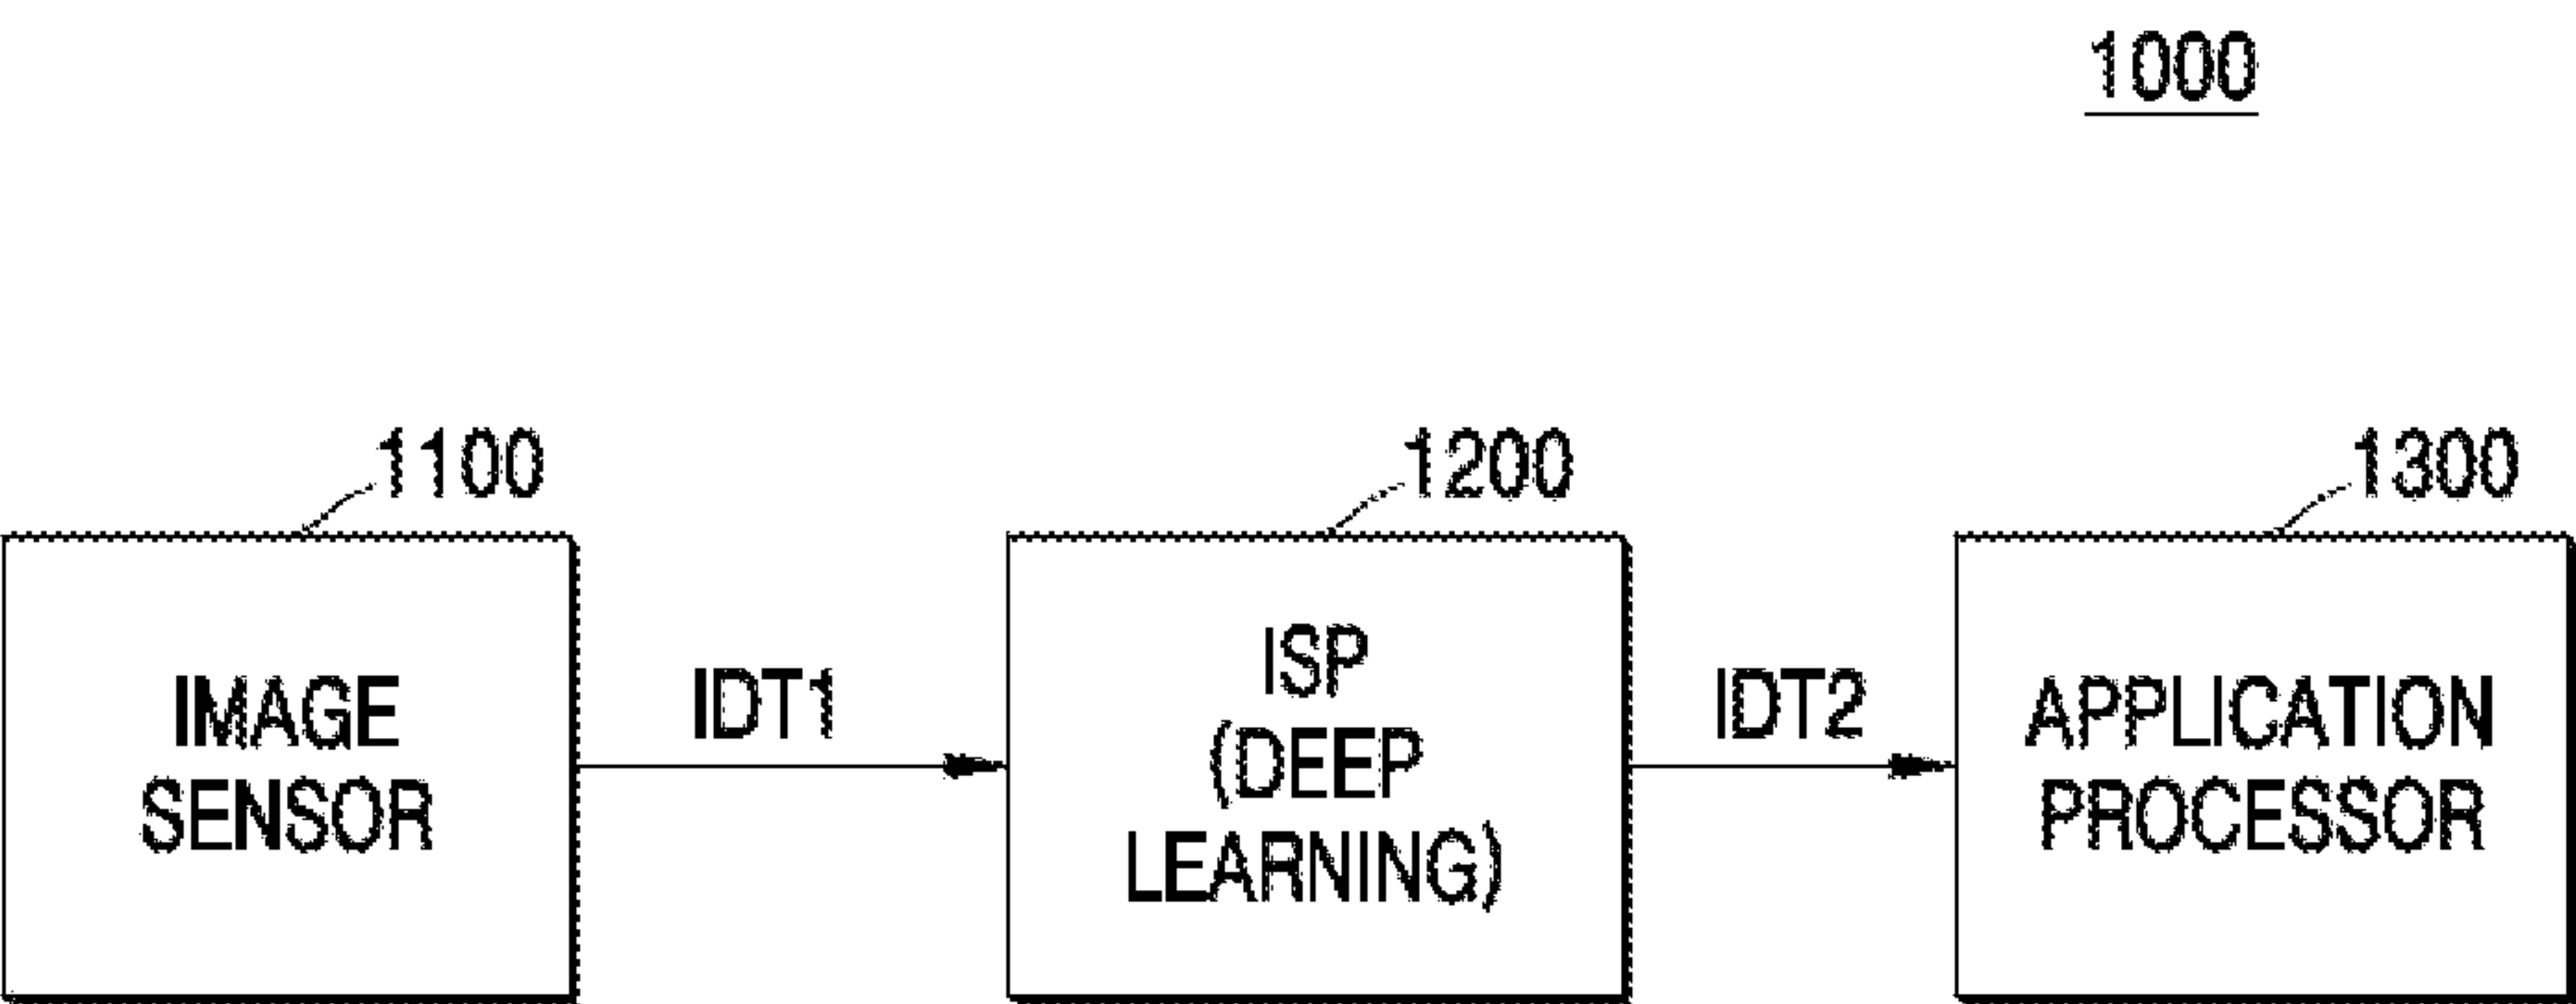 1000
1100
1200
1300
IMAGE
SENSOR
IDT1
ISP
(DEEP
LEARNING)
IDT2
APPLICATION
PROCESSOR